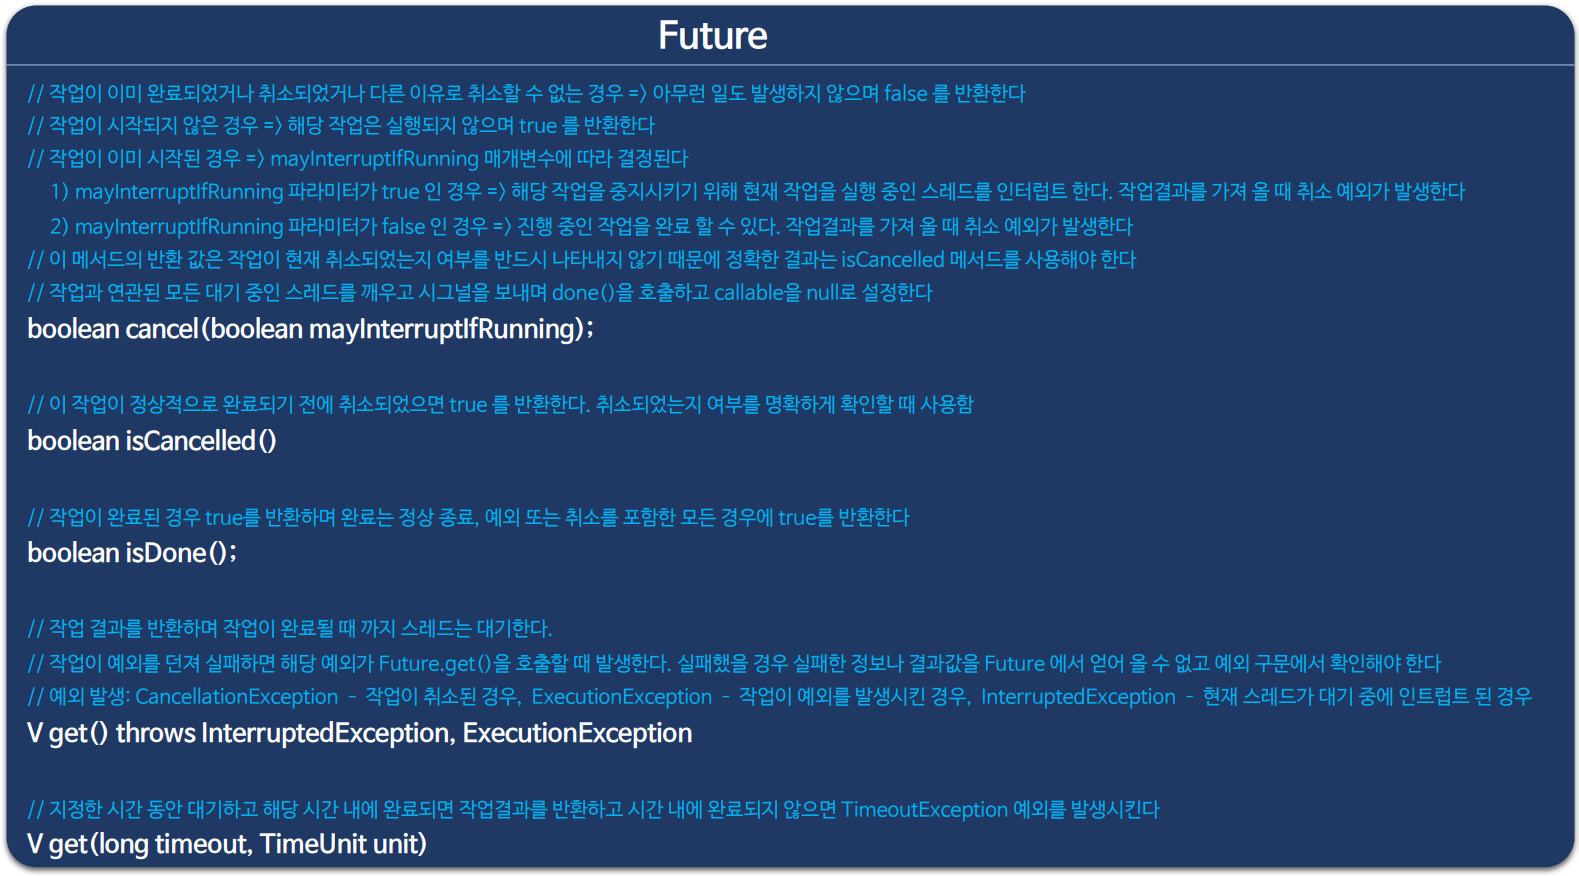 Future
// 작업이 이미 완료되었거나 취소되었거나 다른 이유로 취소할 수 없는 경우 => 아무런 일도 발생하지 않으며 false 를 반환한다
// 작업이 시작되지 않은 경우 => 해당 작업은 실행되지 않으며 true 를 반환한다
// 작업이 이미 시작된 경우 => mayInterruptIfRunning 매개변수에 따라 결정된다
1) mayInterruptIfRunning 파라미터가 true 인 경우 => 해당 작업을 중지시키기 위해 현재 작업을 실행 중인 스레드를 인터럽트 한다. 작업결과를 가져 올 때 취소 예외가 발생한다
2) mayInterruptIfRunning 파라미터가 false 인 경우 => 진행 중인 작업을 완료 할 수 있다. 작업결과를 가져 올 때 취소 예외가 발생한다
// 이 메서드의 반환 값은 작업이 현재 취소되었는지 여부를 반드시 나타내지 않기 때문에 정확한 결과는 isCancelled 메서드를 사용해야 한다
// 작업과 연관된 모든 대기 중인 스레드를 깨우고 시그널을 보내며 done()을 호출하고 callable을 null로 설정한다
boolean cancel(boolean mayInterruptIfRunning);
// 이 작업이 정상적으로 완료되기 전에 취소되었으면 true 를 반환한다. 취소되었는지 여부를 명확하게 확인할 때 사용함
boolean isCancelled()
// 작업이 완료된 경우 true를 반환하며 완료는 정상 종료, 예외 또는 취소를 포함한 모든 경우에 true를 반환한다
boolean isDone();
// 작업 결과를 반환하며 작업이 완료될 때 까지 스레드는 대기한다.
// 작업이 예외를 던져 실패하면 해당 예외가 Future.get()을 호출할 때 발생한다. 실패했을 경우 실패한 정보나 결과값을 Future 에서 얻어 올 수 없고 예외 구문에서 확인해야 한다
// 예외 발생: CancellationException - 작업이 취소된 경우, ExecutionException - 작업이 예외를 발생시킨 경우, InterruptedException - 현재 스레드가 대기 중에 인트럽트 된 경우
V get() throws InterruptedException, ExecutionException
// 지정한 시간 동안 대기하고 해당 시간 내에 완료되면 작업결과를 반환하고 시간 내에 완료되지 않으면 TimeoutException 예외를 발생시킨다
V get(long timeout, TimeUnit unit)